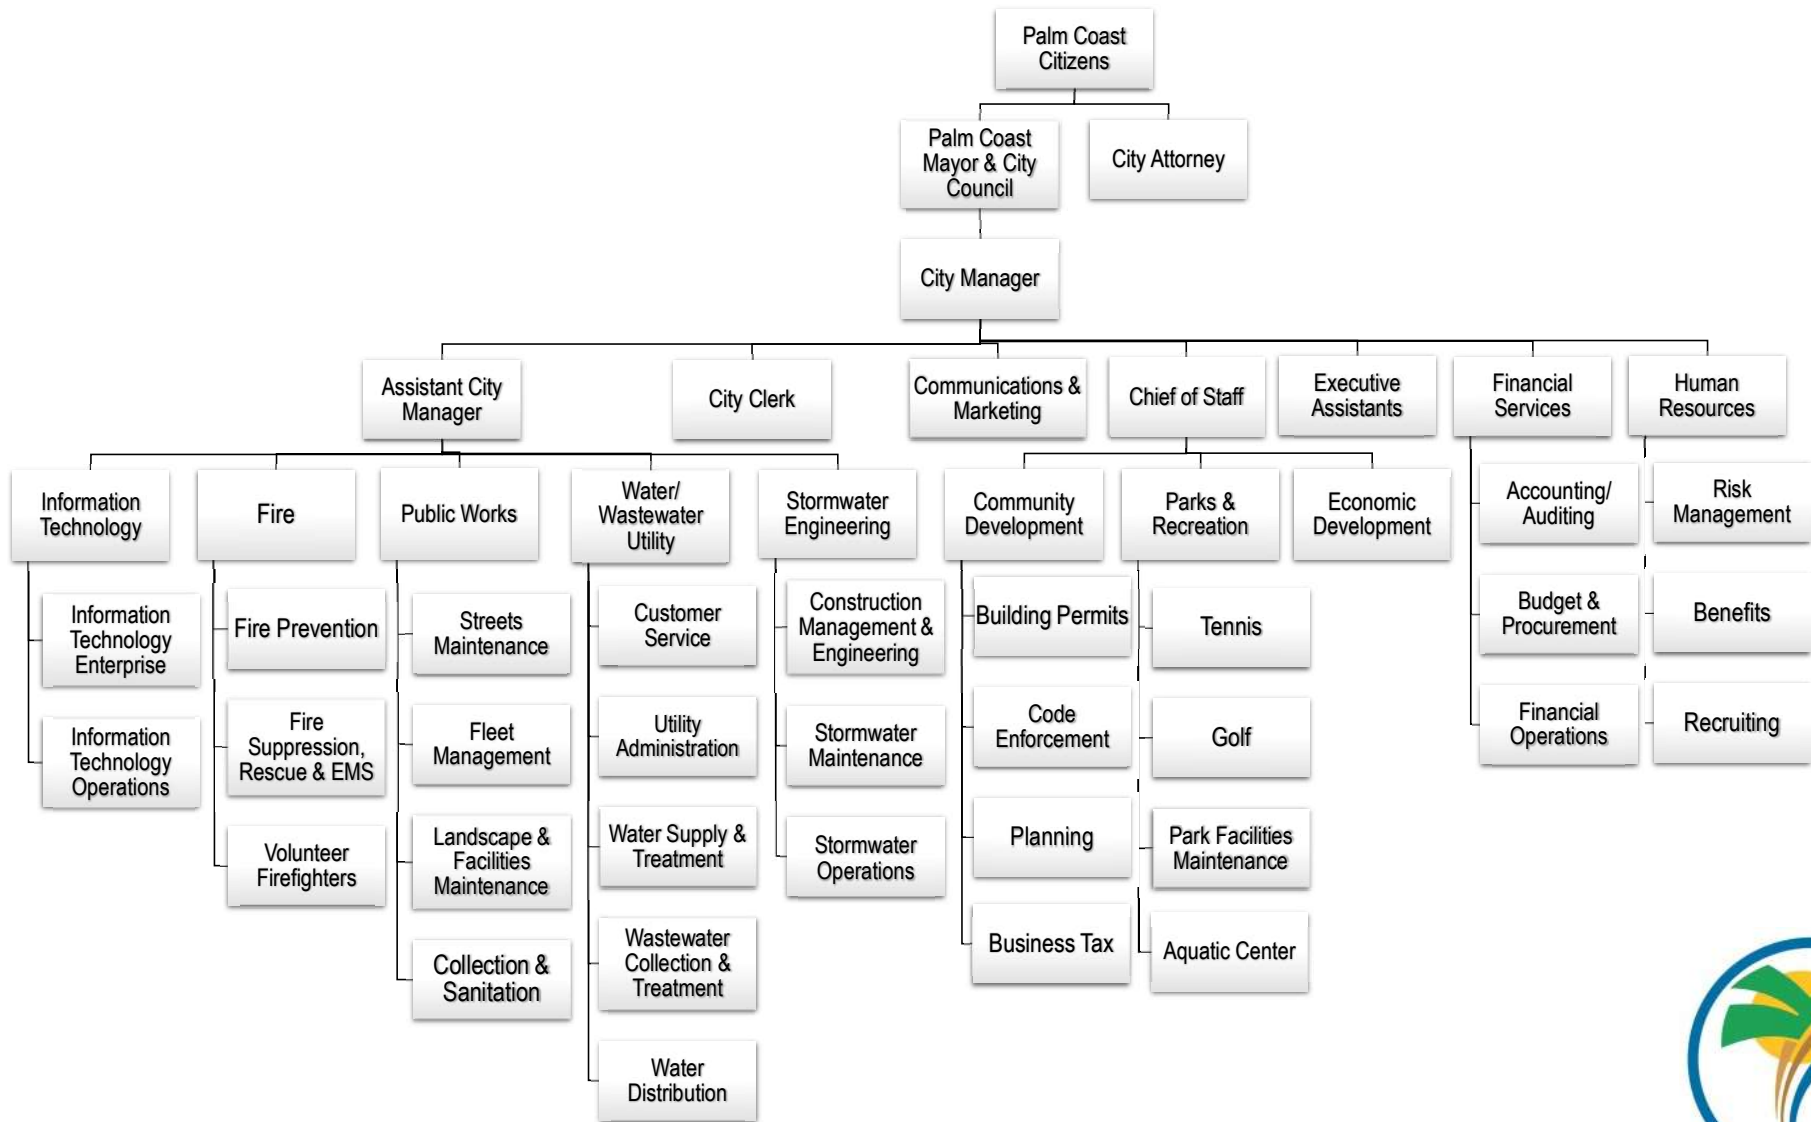 Palm Coast
Citizens
Palm Coast
Mayor & City
Council
City Attorney
City Manager
Assistant City
Manager
City Clerk
Communications &
Marketing
Chief of Staff
Executive
Assistants
Financial
Services
Human
Resources
Information
Technology
Fire
Public Works
Water/
Wastewater
Utility
Stormwater
Engineering
Community
Development
Parks &
Recreation
Economic
Development
Accounting/
Auditing
Risk
Management
Information
Technology
Enterprise
Fire Prevention
Streets
Maintenance
Customer
Service
Construction
Management &
Engineering
Building Permits
Tennis
Budget &
Procurement
Benefits
Information
Technology
Operations
Fire
Suppression,
Rescue & EMS
Fleet
Management
Utility
Administration
Stormwater
Maintenance
Code
Enforcement
Golf
Financial
Operations
Recruiting
Volunteer
Firefighters
Landscape &
Facilities
Maintenance
Water Supply &
Treatment
Stormwater
Operations
Planning
Park Facilities
Maintenance
Collection &
Sanitation
Wastewater
Collection &
Treatment
Business Tax
Aquatic Center
Water
Distribution